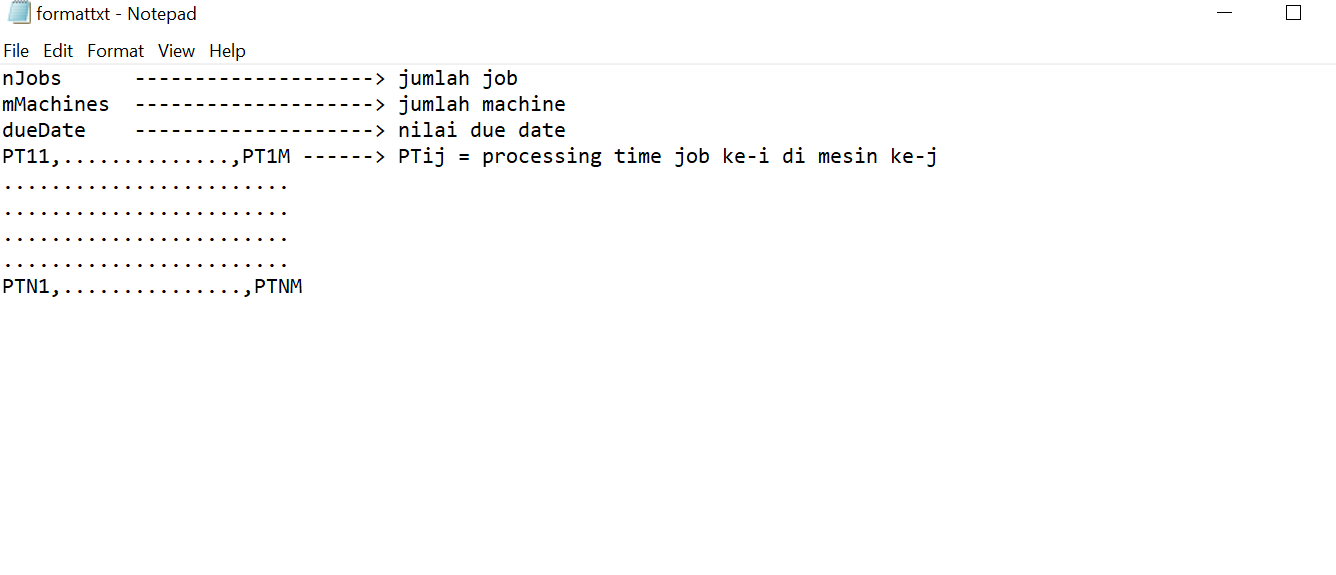 formattxt - Notepad
File Edit Format View Help
nJobs      --------------------> jumlah job
mMachines  --------------------> jumlah machine
dueDate    --------------------> nilai due date
PT11,..............,PT1M ------> PTij = processing time job ke-i di mesin ke-j
........................
........................
........................
........................
PTN1,...............,PTNM